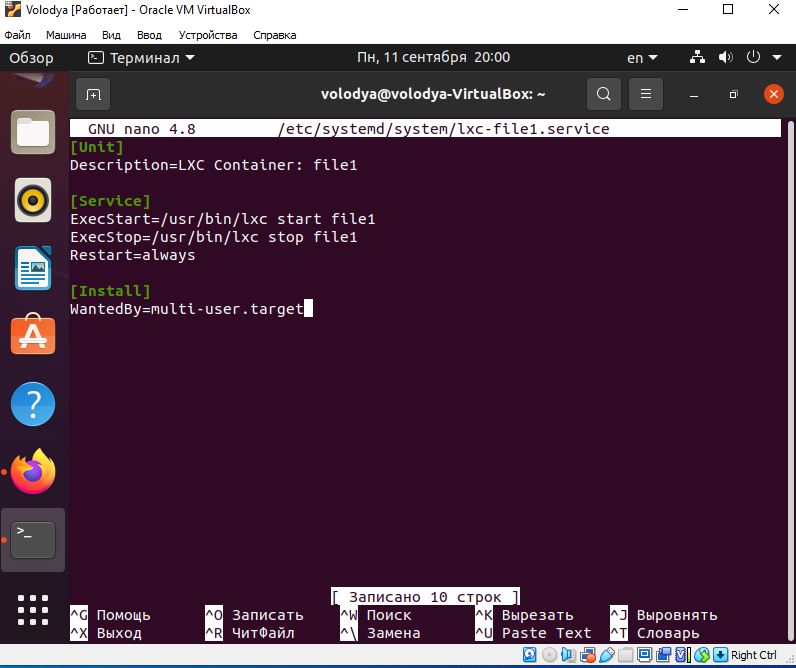 Volodya [Работает] - Oracle VM VirtualBox
Файл Машина Вид Ввод Устройства Справка
Обзор Терминал Пн, 11 сентября 20:00 en
volodya@volodya-VirtualBox: ~
GNU nano 4.8 /etc/systemd/system/lxc-file1.service
[Unit]
Description=LXC Container: file1
[Service]
ExecStart=/usr/bin/lxc start file1
ExecStop=/usr/bin/lxc stop file1
Restart=always
[Install]
WantedBy=multi-user.target
[ Записано 10 строк ]
^G Помощь ^O Записать ^W Поиск ^K Вырезать ^J Выровнять
^X Выход ^R ЧитФайл ^\ Замена ^U Paste Text ^T Словарь
Right Ctrl